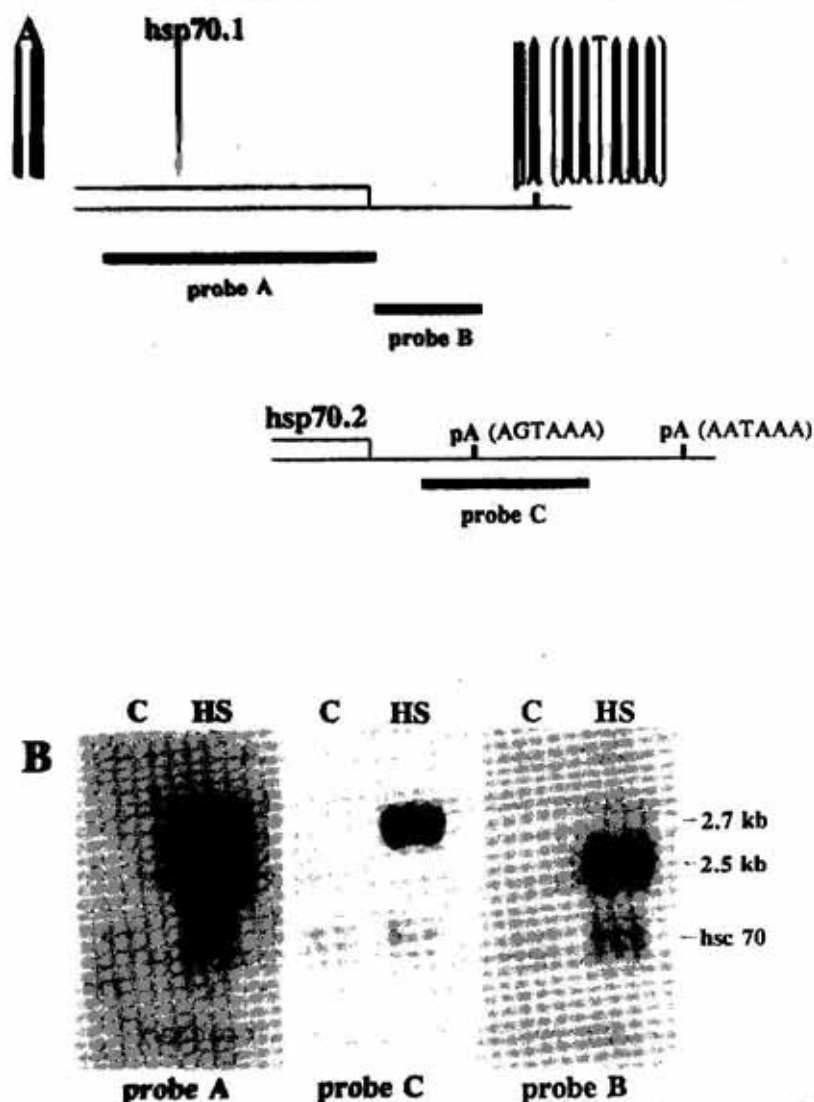 A
hsp70.1
probe A
probe B
hsp70.2
pA (AGTAAA)
pA (AATAAA)
probe C
C HS C HS C HS
B
2.7 kb
2.5 kb
hsc 70
probe A probe C probe B